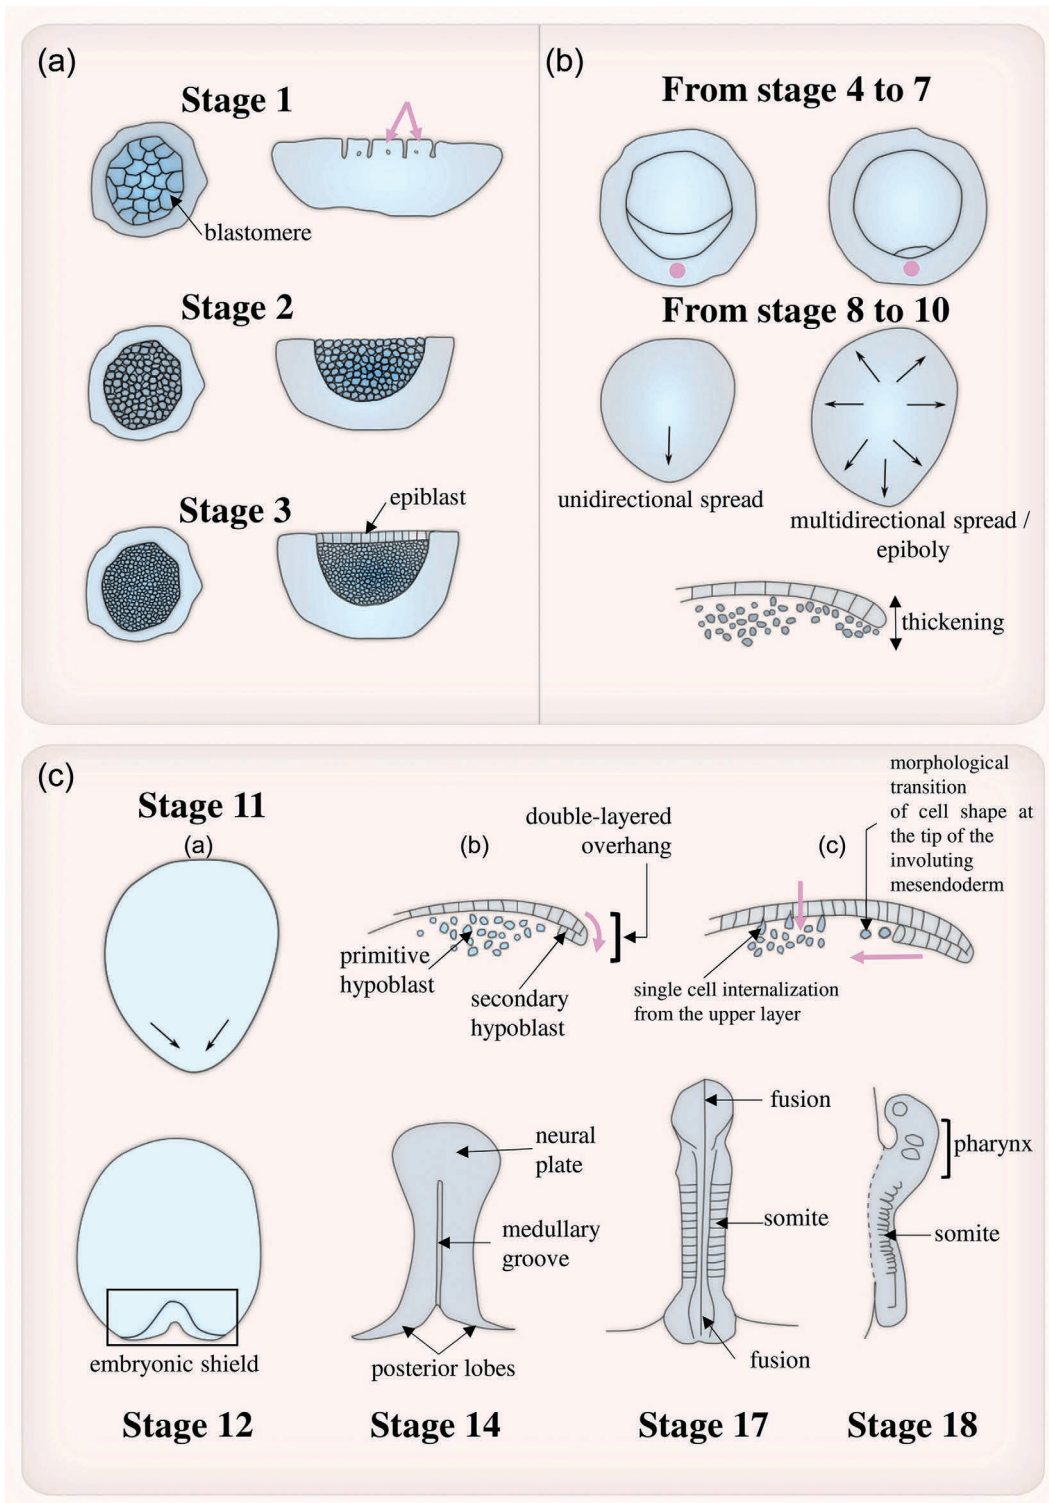 (a)
Stage 1
blastomere
Stage 2
Stage 3
epiblast
(b)
From stage 4 to 7
From stage 8 to 10
unidirectional spread
multidirectional spread /
epiboly
thickening
(c)
Stage 11
(a)
(b)
double-layered
overhang
primitive
hypoblast
secondary
hypoblast
(c)
morphological
transition
of cell shape at
the tip of the
involuting
mesendoderm
single cell internalization
from the upper layer
embryonic shield
Stage 12
neural
plate
medullary
groove
posterior lobes
Stage 14
fusion
somite
fusion
Stage 17
pharynx
somite
Stage 18